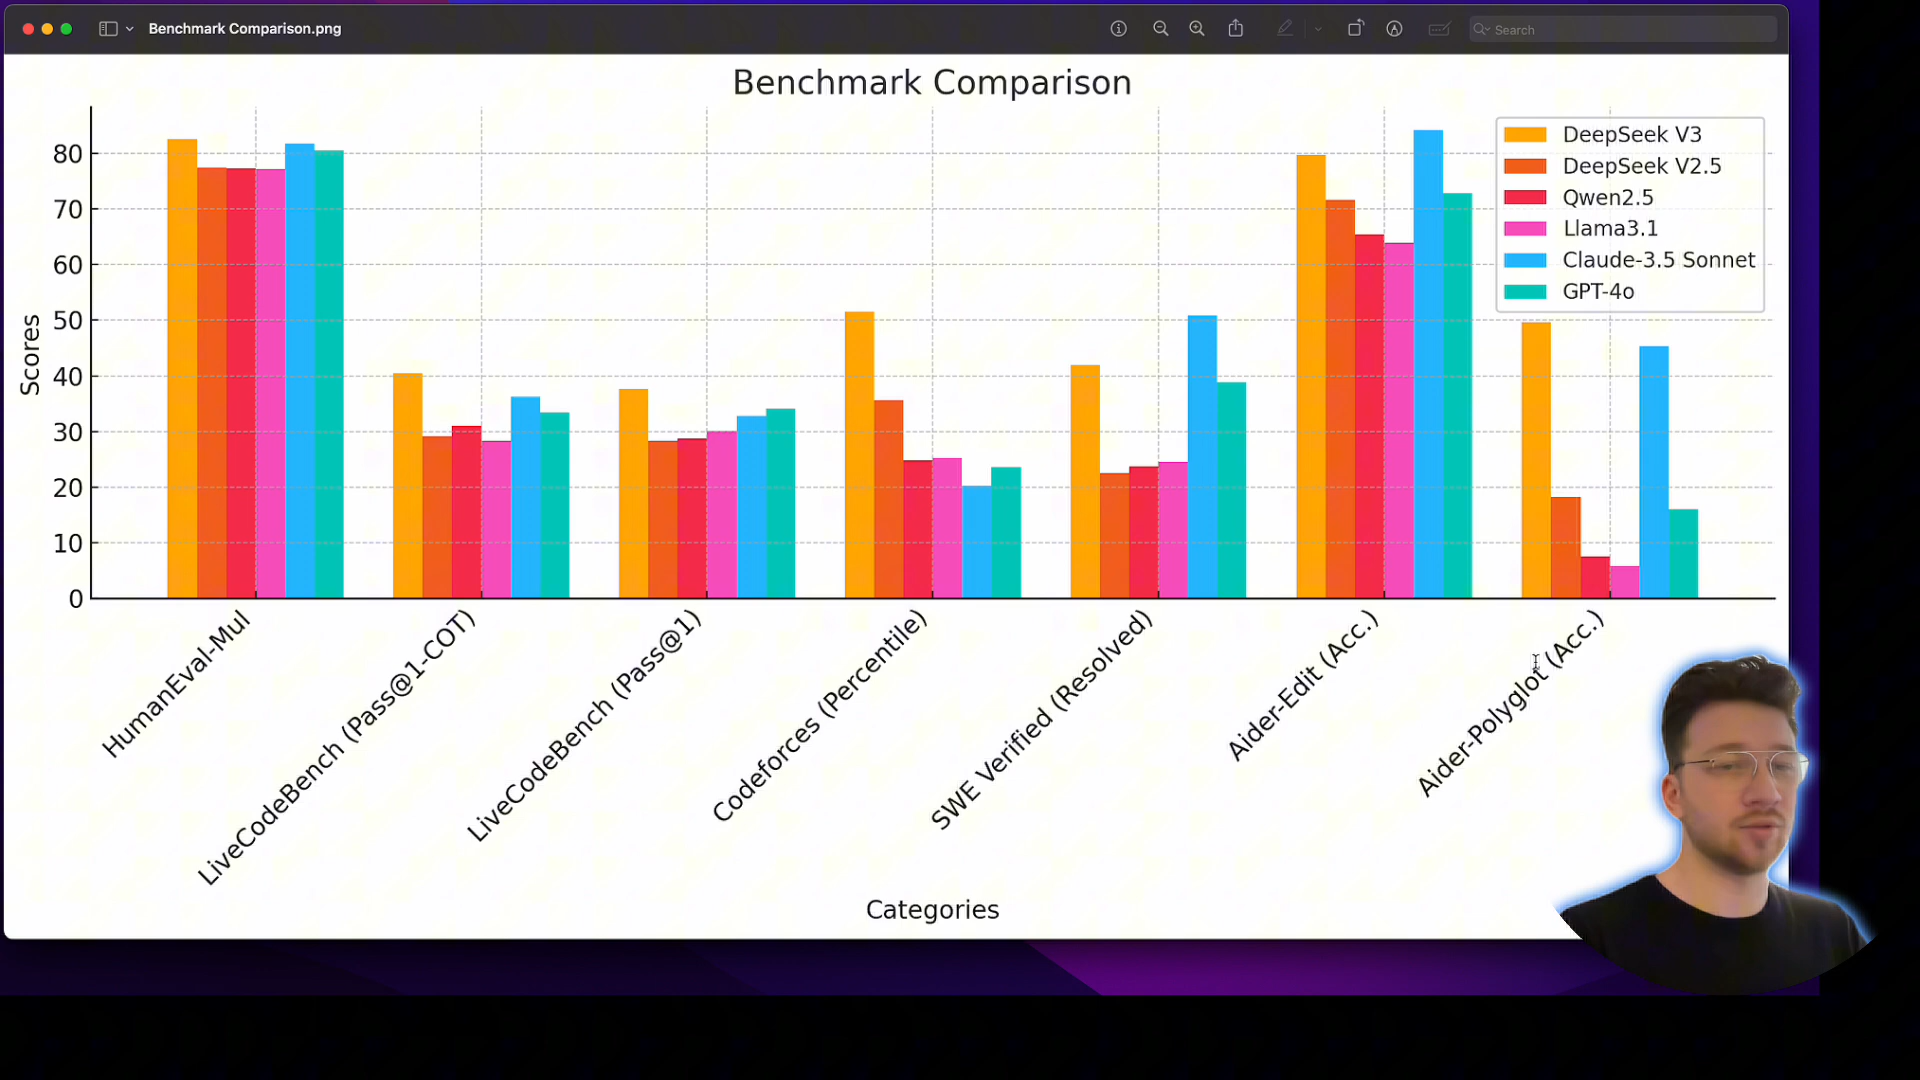 Benchmark Comparison.png
Search
Benchmark Comparison
DeepSeek V3
DeepSeek V2.5
Qwen2.5
Llama3.1
Claude-3.5 Sonnet
GPT-4o
Scores
80
70
60
50
40
30
20
10
0
HumanEval-Mul
LiveCodeBench (Pass@1-COT)
LiveCodeBench (Pass@1)
Codeforces (Percentile)
SWE Verified (Resolved)
Aider-Edit (Acc.)
Aider-Polyglot (Acc.)
Categories